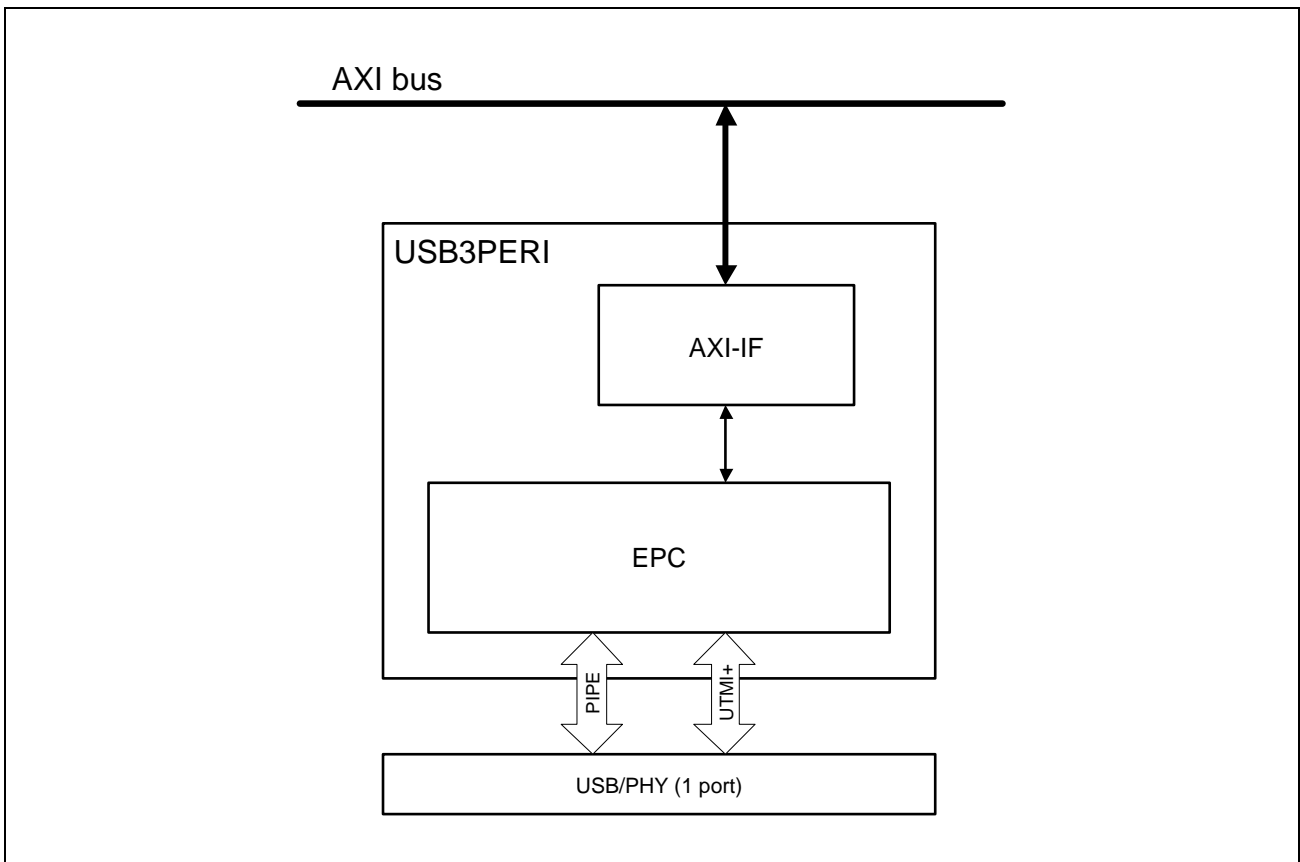 AXI bus
USB3PERI
AXI-IF
EPC
PIPE
UTMI+
USB/PHY (1 port)